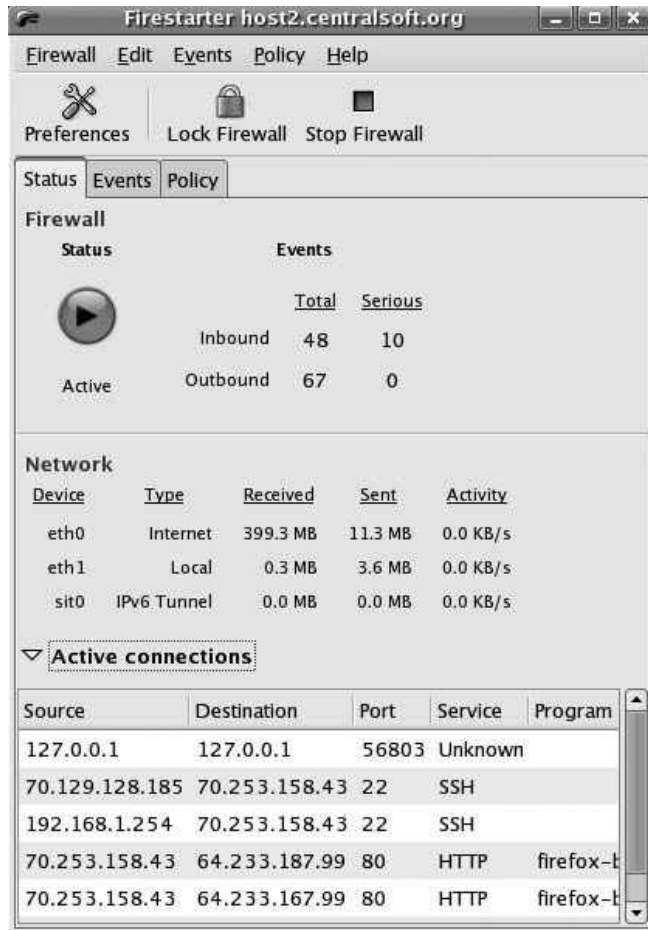 Firestarter host2.centralsoft.org
Firewall Edit Events Policy Help
Preferences Lock Firewall Stop Firewall
Status Events Policy
Firewall
Status Events
Total Serious
Inbound 48 10
Outbound 67 0
Active
Network
Device Type Received Sent Activity
eth0 Internet 399.3 MB 11.3 MB 0.0 KB/s
eth1 Local 0.3 MB 3.6 MB 0.0 KB/s
sit0 IPv6 Tunnel 0.0 MB 0.0 MB 0.0 KB/s
Active connections
Source Destination Port Service Program
127.0.0.1 127.0.0.1 56803 Unknown
70.129.128.185 70.253.158.43 22 SSH
192.168.1.254 70.253.158.43 22 SSH
70.253.158.43 64.233.187.99 80 HTTP firefox-b
70.253.158.43 64.233.167.99 80 HTTP firefox-b